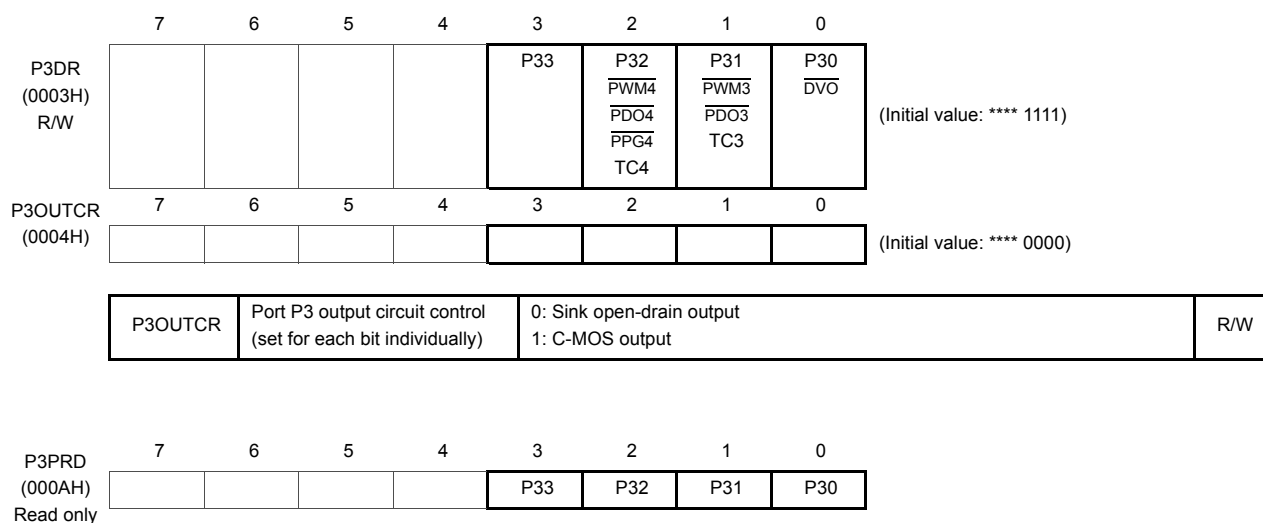 7 6 5 4 3 2 1 0
P3DR
(0003H)
R/W
P33 P32 P31 P30
PWM4 PWM3 DVO
PDO4 PDO3
PPG4 TC3
TC4
(Initial value: **** 1111)
P3OUTCR
(0004H)
7 6 5 4 3 2 1 0
(Initial value: **** 0000)
P3OUTCR
Port P3 output circuit control
(set for each bit individually)
0: Sink open-drain output
1: C-MOS output
R/W
P3PRD
(000AH)
Read only
7 6 5 4 3 2 1 0
P33 P32 P31 P30